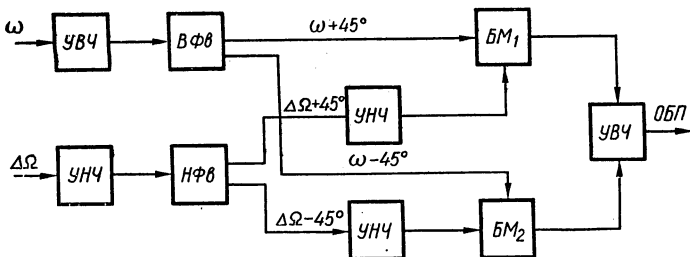 ω
УВЧ
ВФв
ω+45°
БМ₁
ΔΩ+45°
УНЧ
УВЧ
ОБП
ΔΩ
УНЧ
НФв
ω−45°
ΔΩ−45°
УНЧ
БМ₂